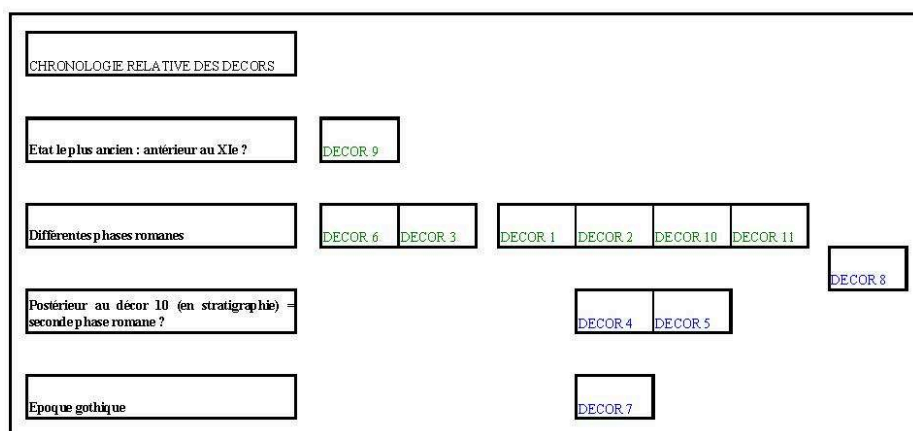 CHRONOLOGIE RELATIVE DES DECORS
Etat le plus ancien : antérieur au XIe ?
DECOR 9
Différentes phases romanes
DECOR 6 DECOR 3 DECOR 1 DECOR 2 DECOR 10 DECOR 11
DECOR 8
Postérieur au décor 10 (en stratigraphie) =
seconde phase romane ?
DECOR 4 DECOR 5
Epoque gothique
DECOR 7